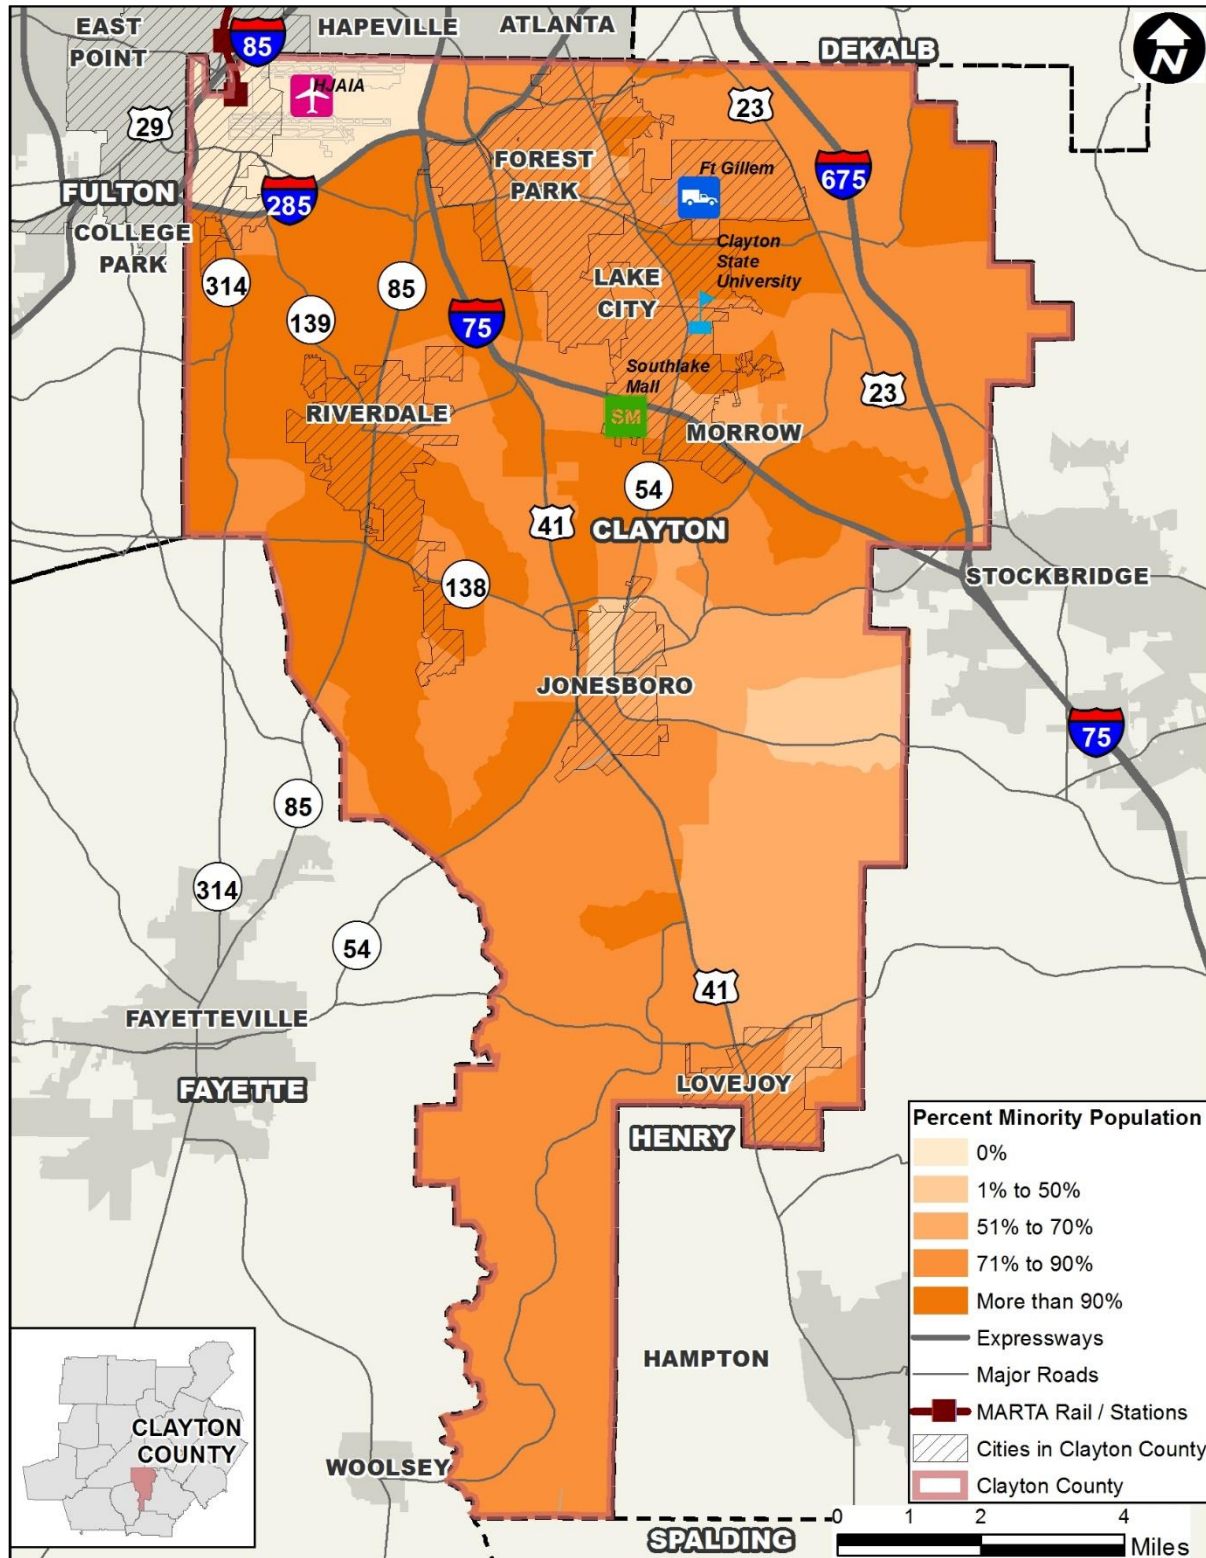 EAST
POINT
85
HAPEVILLE
ATLANTA
DEKALB
N
HJAIA
29
23
FOREST
PARK
Ft Gillem
675
FULTON
285
COLLEGE
PARK
Clayton
State
University
LAKE
CITY
314
85
139
75
Southlake
Mall
23
RIVERDALE
SM
MORROW
54
41
CLAYTON
138
STOCKBRIDGE
JONESBORO
75
85
314
54
41
FAYETTEVILLE
FAYETTE
LOVEJOY
HENRY
HAMPTON
WOOLSEY
SPALDING
Percent Minority Population
0%
1% to 50%
51% to 70%
71% to 90%
More than 90%
Expressways
Major Roads
MARTA Rail / Stations
Cities in Clayton County
Clayton County
CLAYTON
COUNTY
0 1 2 4
Miles